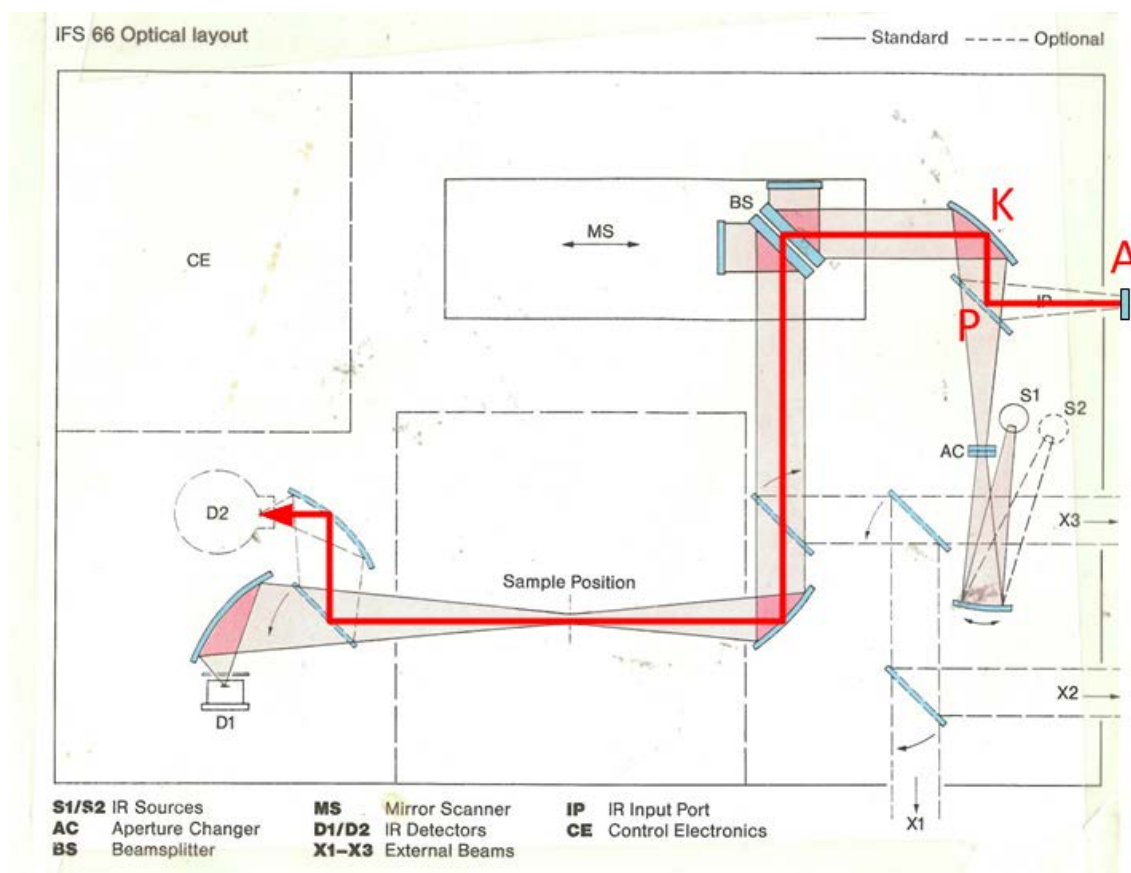 IFS 66 Optical layout
Standard
Optional
K
BS
A
MS
CE
IP
P
S1
S2
AC
D2
X3
Sample Position
X2
D1
S1/S2 IR Sources
MS Mirror Scanner
IP IR Input Port
AC Aperture Changer
D1/D2 IR Detectors
CE Control Electronics
BS Beamsplitter
X1–X3 External Beams
X1